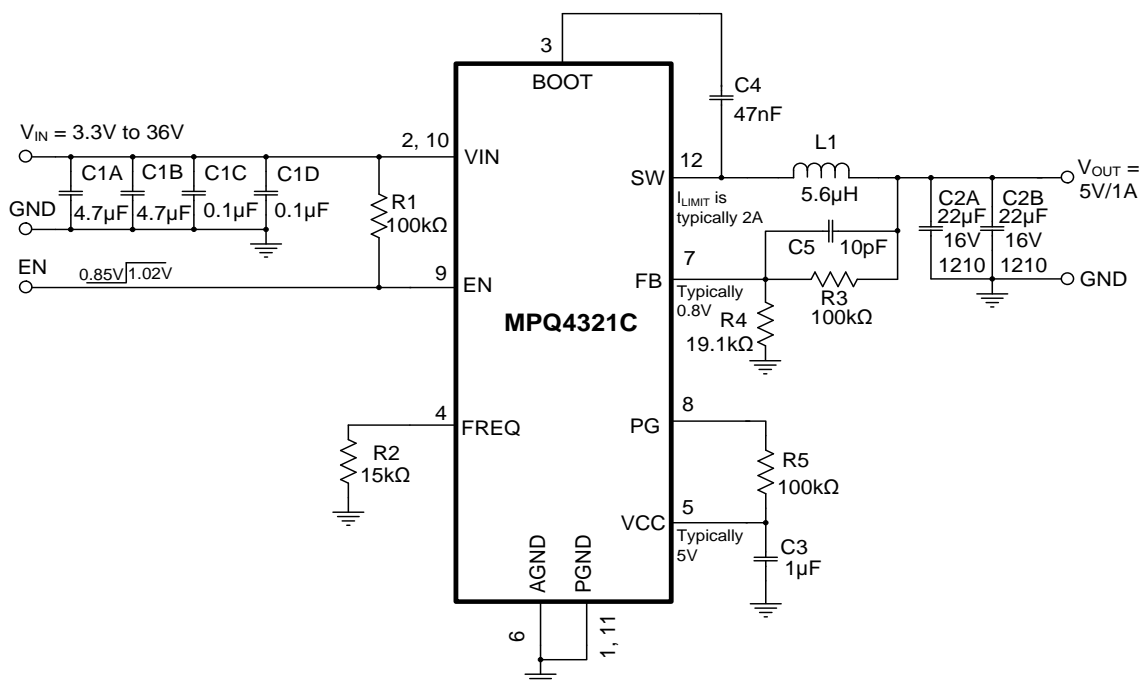 3
BOOT
C4
47nF
V_IN = 3.3V to 36V
2, 10
VIN
C1A
C1B
C1C
C1D
4.7µF
4.7µF
0.1µF
0.1µF
GND
R1
100kΩ
EN
0.85V
1.02V
9
EN
12
SW
I_LIMIT is
typically 2A
L1
5.6µH
V_OUT =
5V/1A
C2A
22µF
16V
1210
C2B
22µF
16V
1210
GND
C5
10pF
7
FB
Typically
0.8V
R3
100kΩ
R4
19.1kΩ
MPQ4321C
4
FREQ
R2
15kΩ
8
PG
R5
100kΩ
5
VCC
Typically
5V
C3
1µF
AGND
PGND
6
1, 11